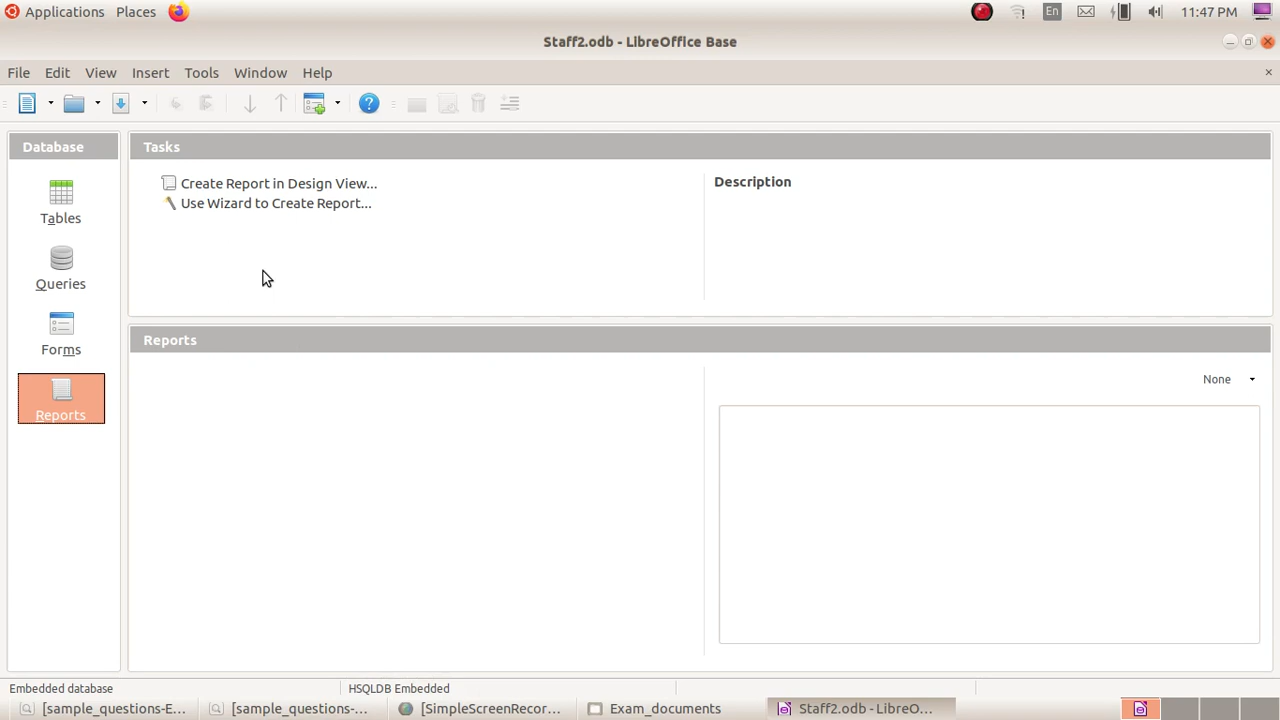 Applications Places En 11:47 PM
Staff2.odb - LibreOffice Base
File Edit View Insert Tools Window Help
Database
Tables
Queries
Forms
Reports
Tasks
Create Report in Design View...
Use Wizard to Create Report...
Description
Reports
None
Embedded database HSQLDB Embedded
[sample_questions-E... [sample_questions-... [SimpleScreenRecor... Exam_documents Staff2.odb - LibreO...